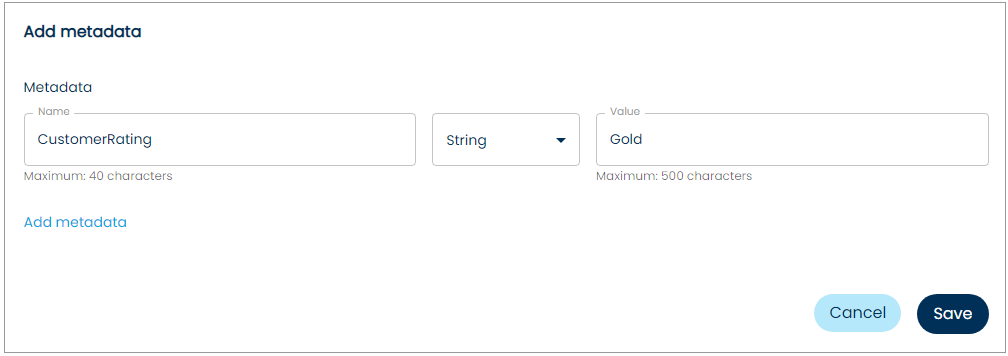 Add metadata
Metadata
Name
CustomerRating
String
Value
Gold
Maximum: 40 characters
Maximum: 500 characters
Add metadata
Cancel
Save